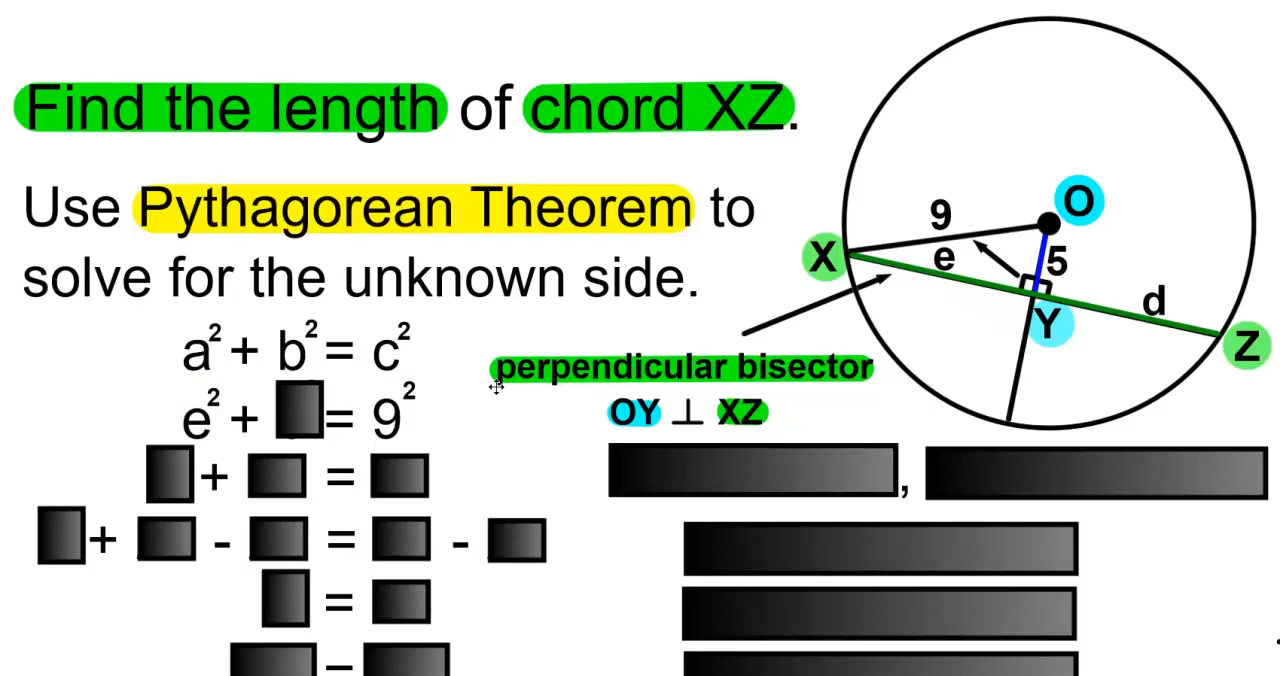 Find the length of chord XZ.
Use Pythagorean Theorem to
solve for the unknown side.
a² + b² = c²
e² + = 9²
+ =
+ - = -
=
=
perpendicular bisector
OY ⊥ XZ
,
O
9
X
e
5
Y
d
Z